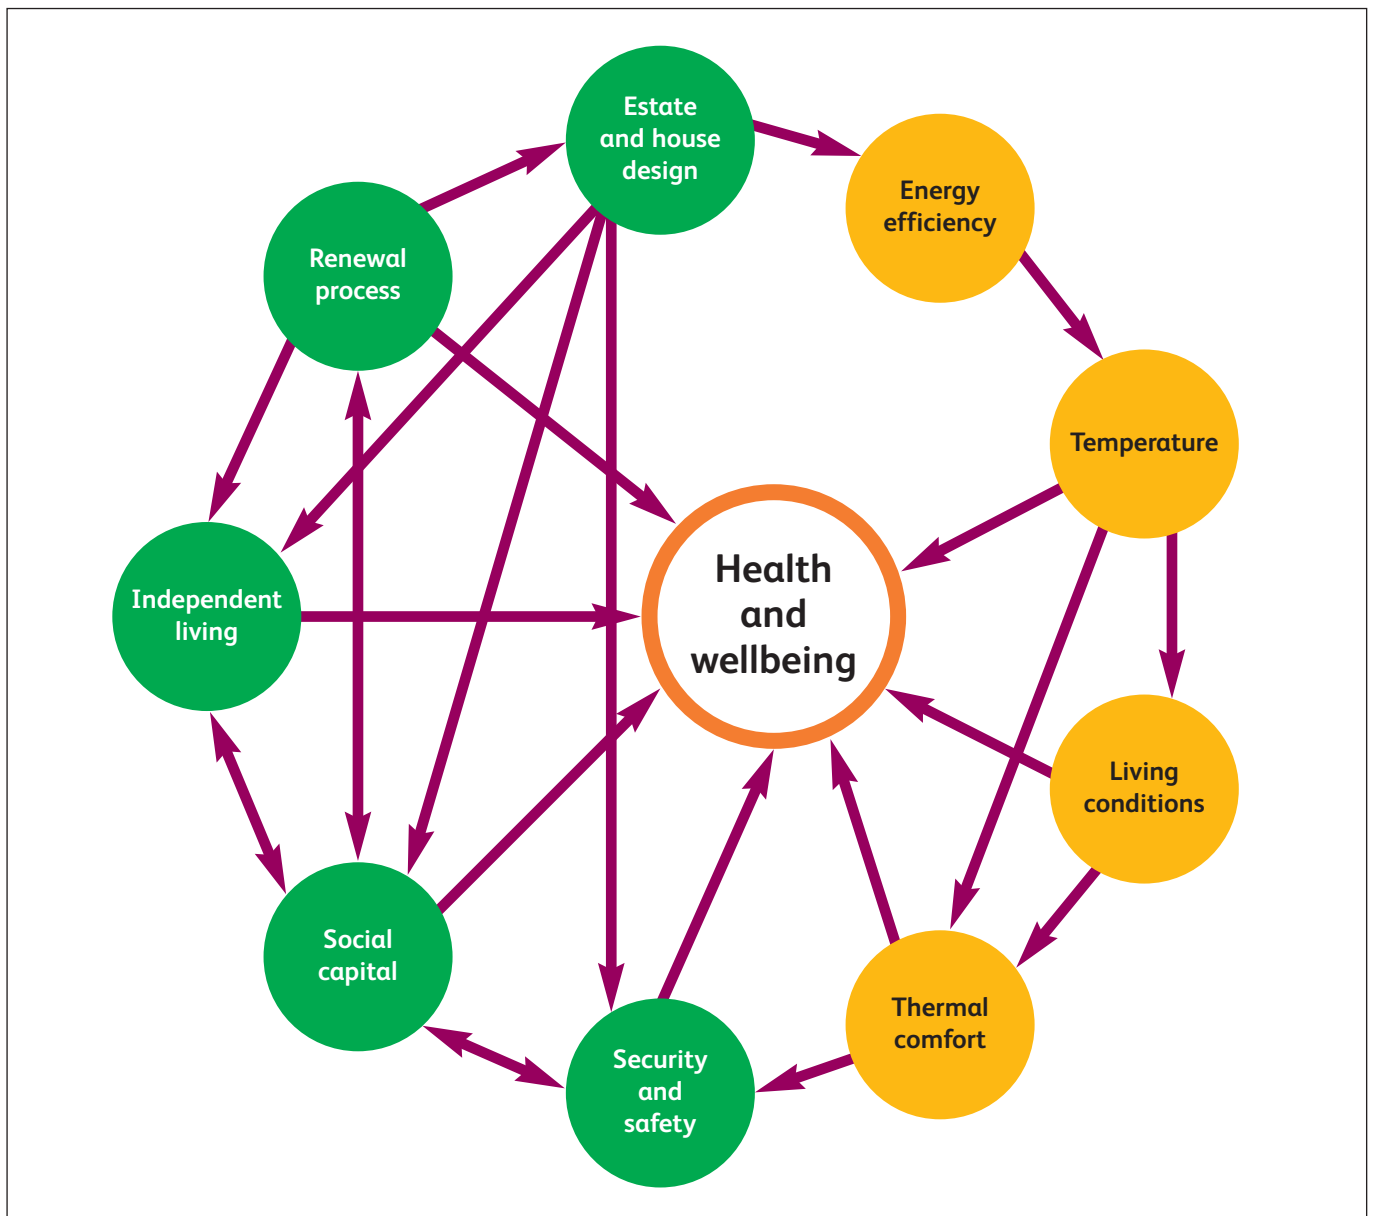 Estate
and house
design
Energy
efficiency
Renewal
process
Temperature
Health
and
wellbeing
Independent
living
Living
conditions
Social
capital
Thermal
comfort
Security
and
safety